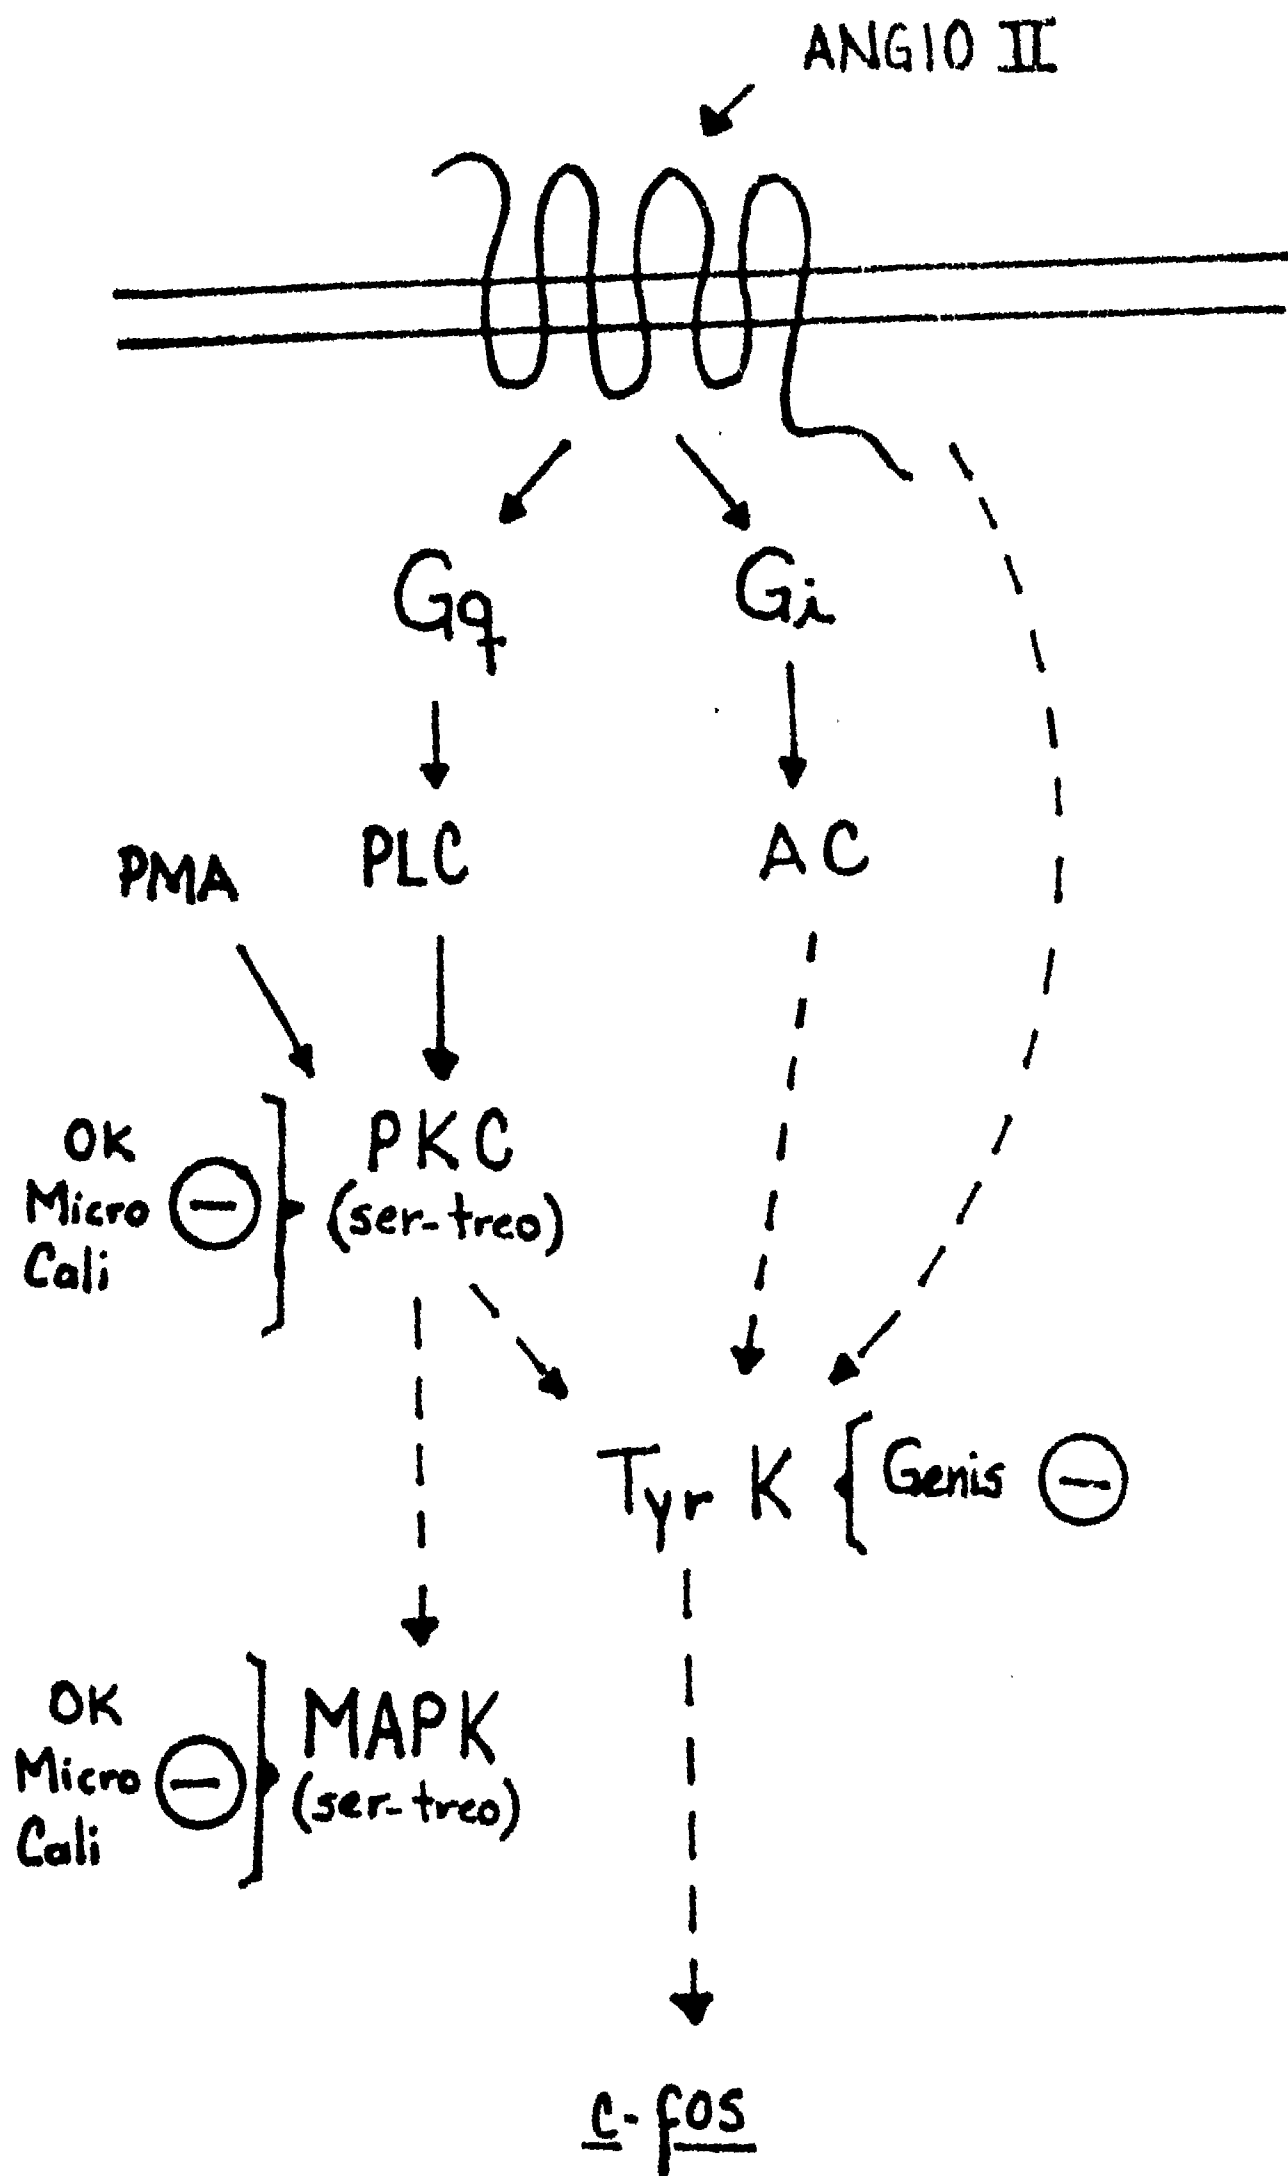 ANGIO II
Gq
Gi
PLC
AC
PMA
PKC
(ser-treo)
OK
Micro
Cali
−
Tyr K
Genis −
MAPK
(ser-treo)
OK
Micro
Cali
−
c-fos